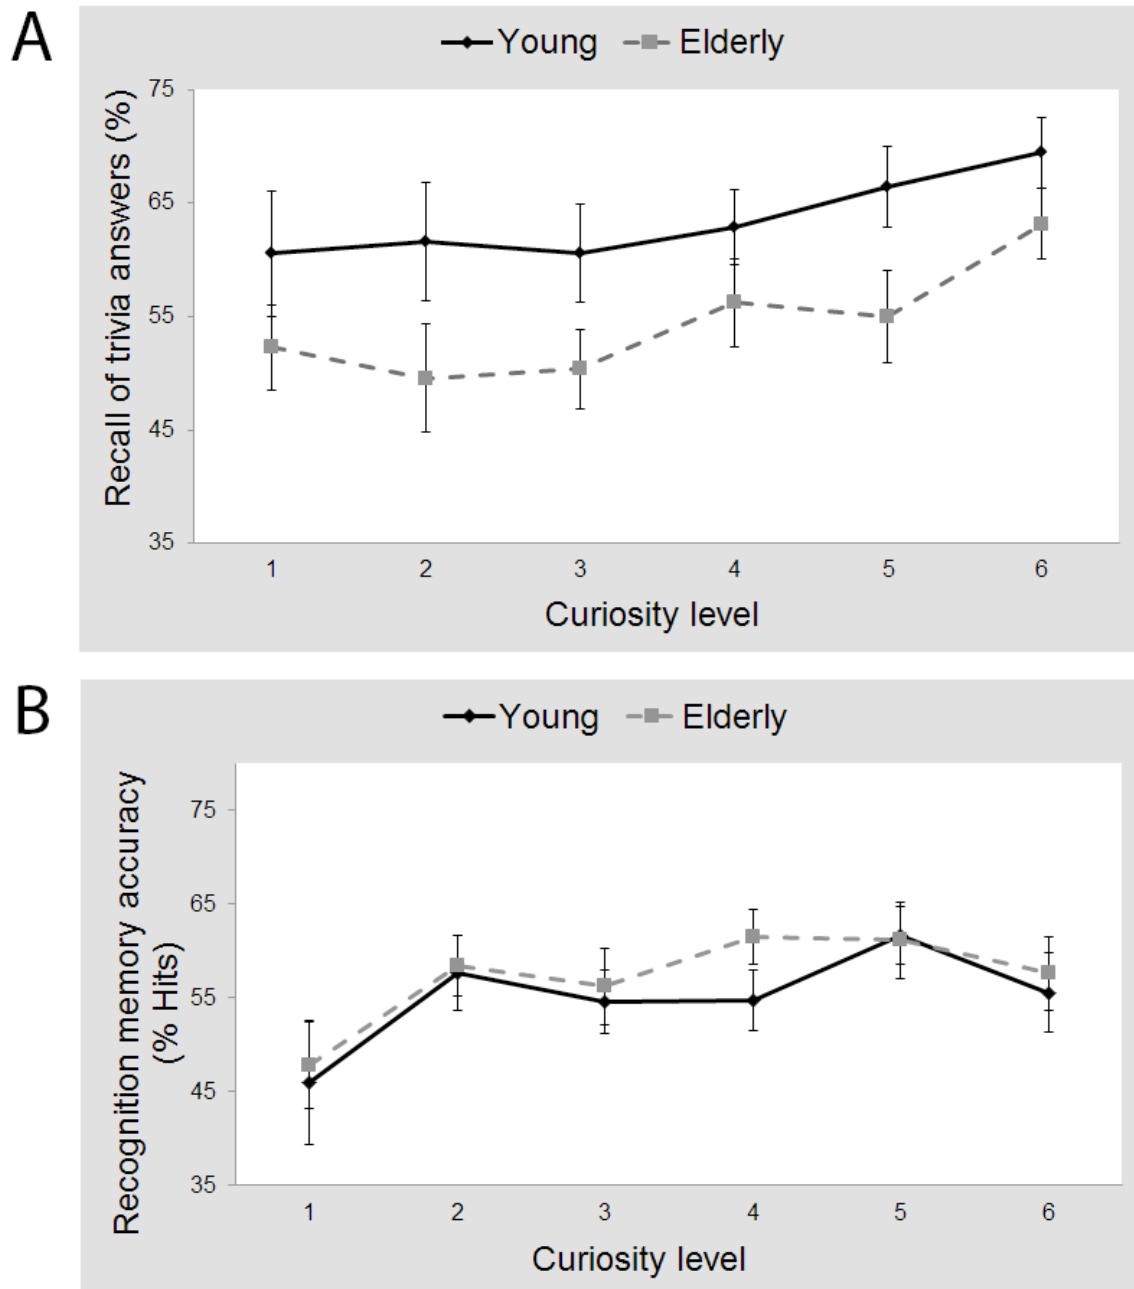 A
Young Elderly
Recall of trivia answers (%)
75
65
55
45
35
1 2 3 4 5 6
Curiosity level
B
Young Elderly
Recognition memory accuracy
(% Hits)
75
65
55
45
35
1 2 3 4 5 6
Curiosity level